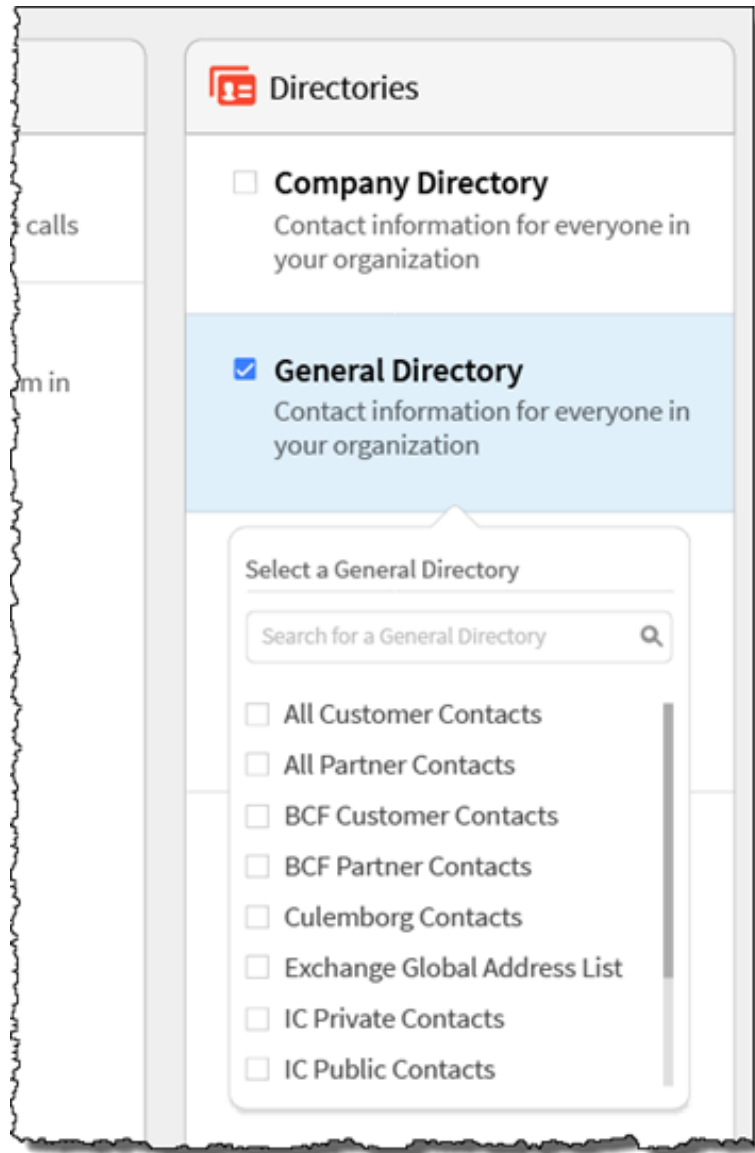 Directories
Company Directory
calls
Contact information for everyone in
your organization
General Directory
m in
Contact information for everyone in
your organization
Select a General Directory
Search for a General Directory
All Customer Contacts
All Partner Contacts
BCF Customer Contacts
BCF Partner Contacts
Culemborg Contacts
Exchange Global Address List
IC Private Contacts
IC Public Contacts